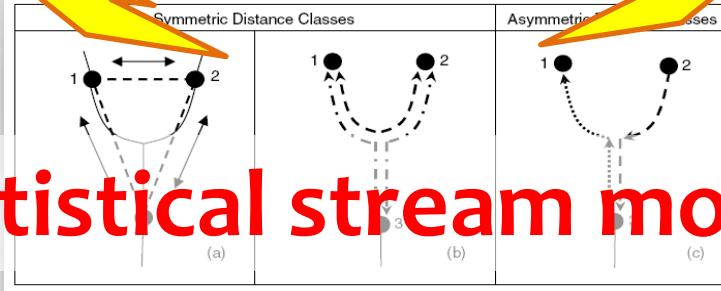 Symmetric Distance Classes
Asymmetric
1 2
1 2
1 2
tistical stream mo
3
(a) (b) (c)